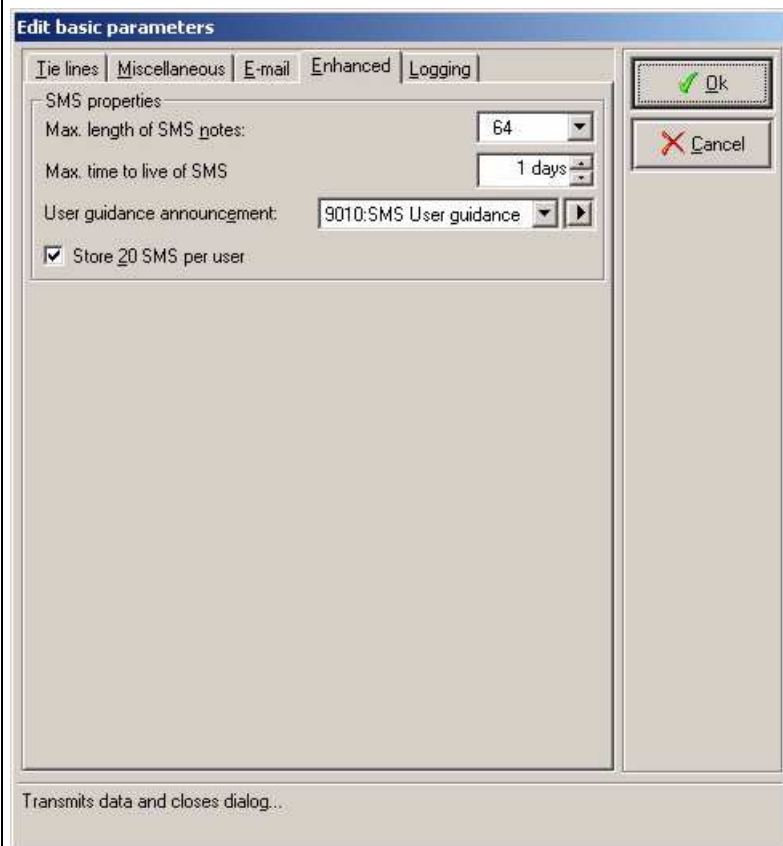 Edit basic parameters
Tie lines Miscellaneous E-mail Enhanced Logging
SMS properties
Max. length of SMS notes: 64
Max. time to live of SMS 1 days
User guidance announcement: 9010:SMS User guidance
Store 20 SMS per user
Ok
Cancel
Transmits data and closes dialog...